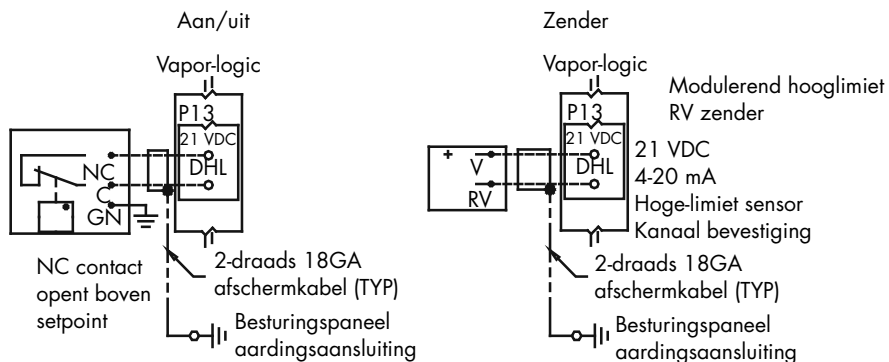 Aan/uit
Vapor-logic
P13
21 VDC
DHL
NC
C
GN
NC contact
opent boven
setpoint
2-draads 18GA
afschermkabel (TYP)
Besturingspaneel
aardingsaansluiting
Zender
Vapor-logic
P13
21 VDC
DHL
+
V
RV
Modulerend hooglimiet
RV zender
21 VDC
4-20 mA
Hoge-limiet sensor
Kanaal bevestiging
2-draads 18GA
afschermkabel (TYP)
Besturingspaneel
aardingsaansluiting